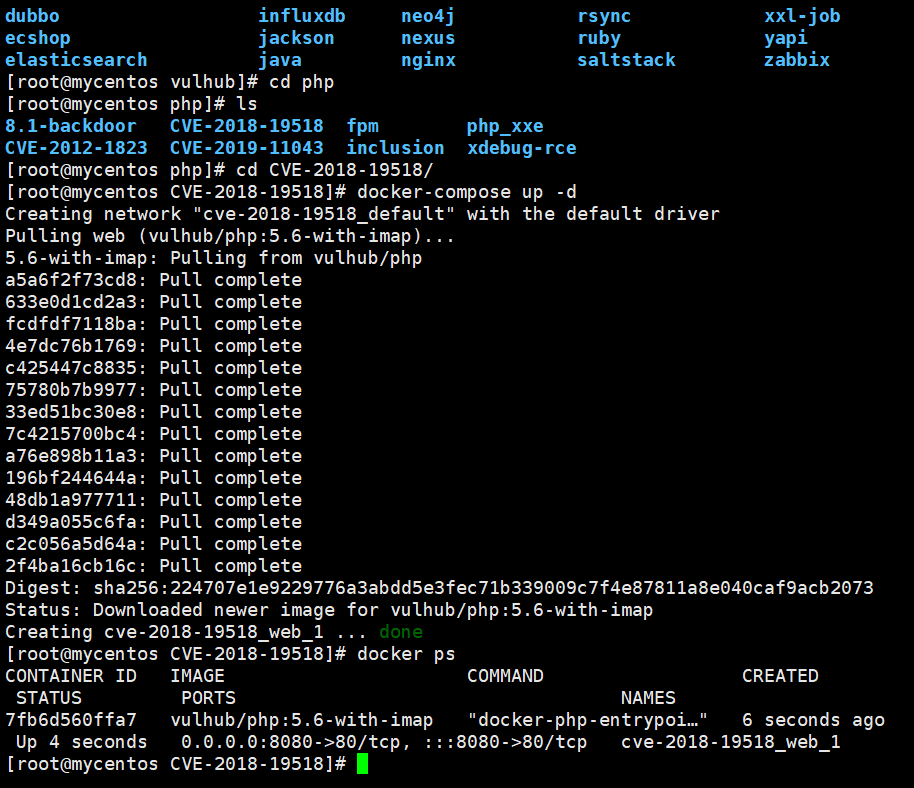 dubbo influxdb neo4j rsync xxl-job
ecshop jackson nexus ruby yapi
elasticsearch java nginx saltstack zabbix
[root@mycentos vulhub]# cd php
[root@mycentos php]# ls
8.1-backdoor CVE-2018-19518 fpm php_xxe
CVE-2012-1823 CVE-2019-11043 inclusion xdebug-rce
[root@mycentos php]# cd CVE-2018-19518/
[root@mycentos CVE-2018-19518]# docker-compose up -d
Creating network "cve-2018-19518_default" with the default driver
Pulling web (vulhub/php:5.6-with-imap)...
5.6-with-imap: Pulling from vulhub/php
a5a6f2f73cd8: Pull complete
633e0d1cd2a3: Pull complete
fcdfdf7118ba: Pull complete
4e7dc76b1769: Pull complete
c425447c8835: Pull complete
75780b7b9977: Pull complete
33ed51bc30e8: Pull complete
7c4215700bc4: Pull complete
a76e898b11a3: Pull complete
196bf244644a: Pull complete
48db1a977711: Pull complete
d349a055c6fa: Pull complete
c2c056a5d64a: Pull complete
2f4ba16cb16c: Pull complete
Digest: sha256:224707e1e9229776a3abdd5e3fec71b339009c7f4e87811a8e040caf9acb2073
Status: Downloaded newer image for vulhub/php:5.6-with-imap
Creating cve-2018-19518_web_1 ... done
[root@mycentos CVE-2018-19518]# docker ps
CONTAINER ID IMAGE COMMAND CREATED
STATUS PORTS NAMES
7fb6d560ffa7 vulhub/php:5.6-with-imap "docker-php-entrypoi…" 6 seconds ago
Up 4 seconds 0.0.0.0:8080->80/tcp, :::8080->80/tcp cve-2018-19518_web_1
[root@mycentos CVE-2018-19518]#